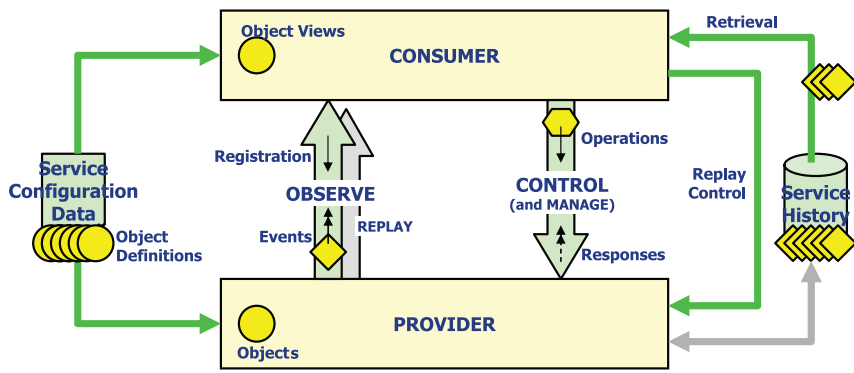 Object Views
CONSUMER
Retrieval
Registration
Operations
OBSERVE
CONTROL
(and MANAGE)
Service
Configuration
Data
Replay
Control
Service
History
Events
REPLAY
Object
Definitions
Responses
PROVIDER
Objects